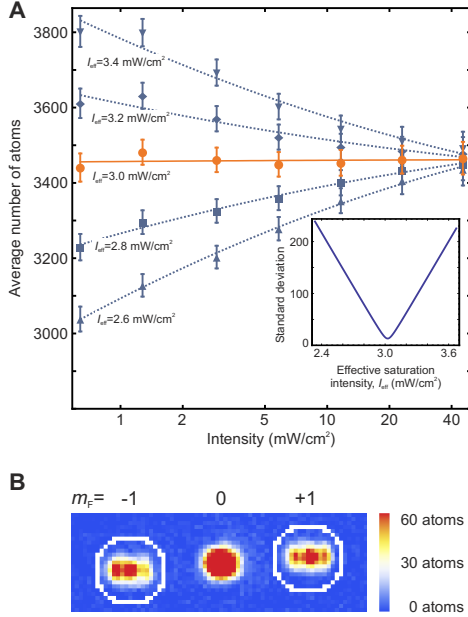 A
3800
3600
3400
3200
3000
Average number of atoms
I_eff=3.4 mW/cm²
I_eff=3.2 mW/cm²
I_eff=3.0 mW/cm²
I_eff=2.8 mW/cm²
I_eff=2.6 mW/cm²
200
100
0
Standard deviation
2.4 3.0 3.6
Effective saturation
intensity, I_eff (mW/cm²)
1 2 5 10 20 40
Intensity (mW/cm²)
B
m_F= -1 0 +1
60 atoms
30 atoms
0 atoms